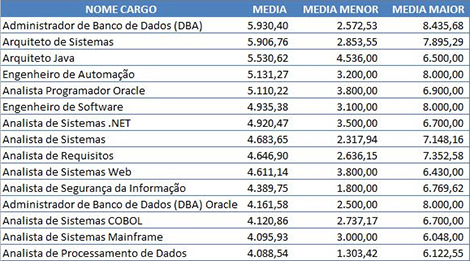 NOME CARGO MEDIA MEDIA MENOR MEDIA MAIOR
Administrador de Banco de Dados (DBA) 5.930,40 2.572,53 8.435,68
Arquiteto de Sistemas 5.906,76 2.853,55 7.895,29
Arquiteto Java 5.530,62 4.536,00 6.500,00
Engenheiro de Automação 5.131,27 3.200,00 8.000,00
Analista Programador Oracle 5.110,22 3.800,00 6.900,00
Engenheiro de Software 4.935,38 3.100,00 8.000,00
Analista de Sistemas .NET 4.920,47 3.500,00 6.700,00
Analista de Sistemas 4.683,65 2.317,94 7.148,16
Analista de Requisitos 4.646,90 2.636,15 7.352,58
Analista de Sistemas Web 4.611,14 3.800,00 6.430,00
Analista de Segurança da Informação 4.389,75 1.800,00 6.769,62
Administrador de Banco de Dados (DBA) Oracle 4.161,58 2.500,00 8.000,00
Analista de Sistemas COBOL 4.120,86 2.737,17 6.700,00
Analista de Sistemas Mainframe 4.095,93 3.000,00 6.048,00
Analista de Processamento de Dados 4.088,54 1.303,42 6.122,55